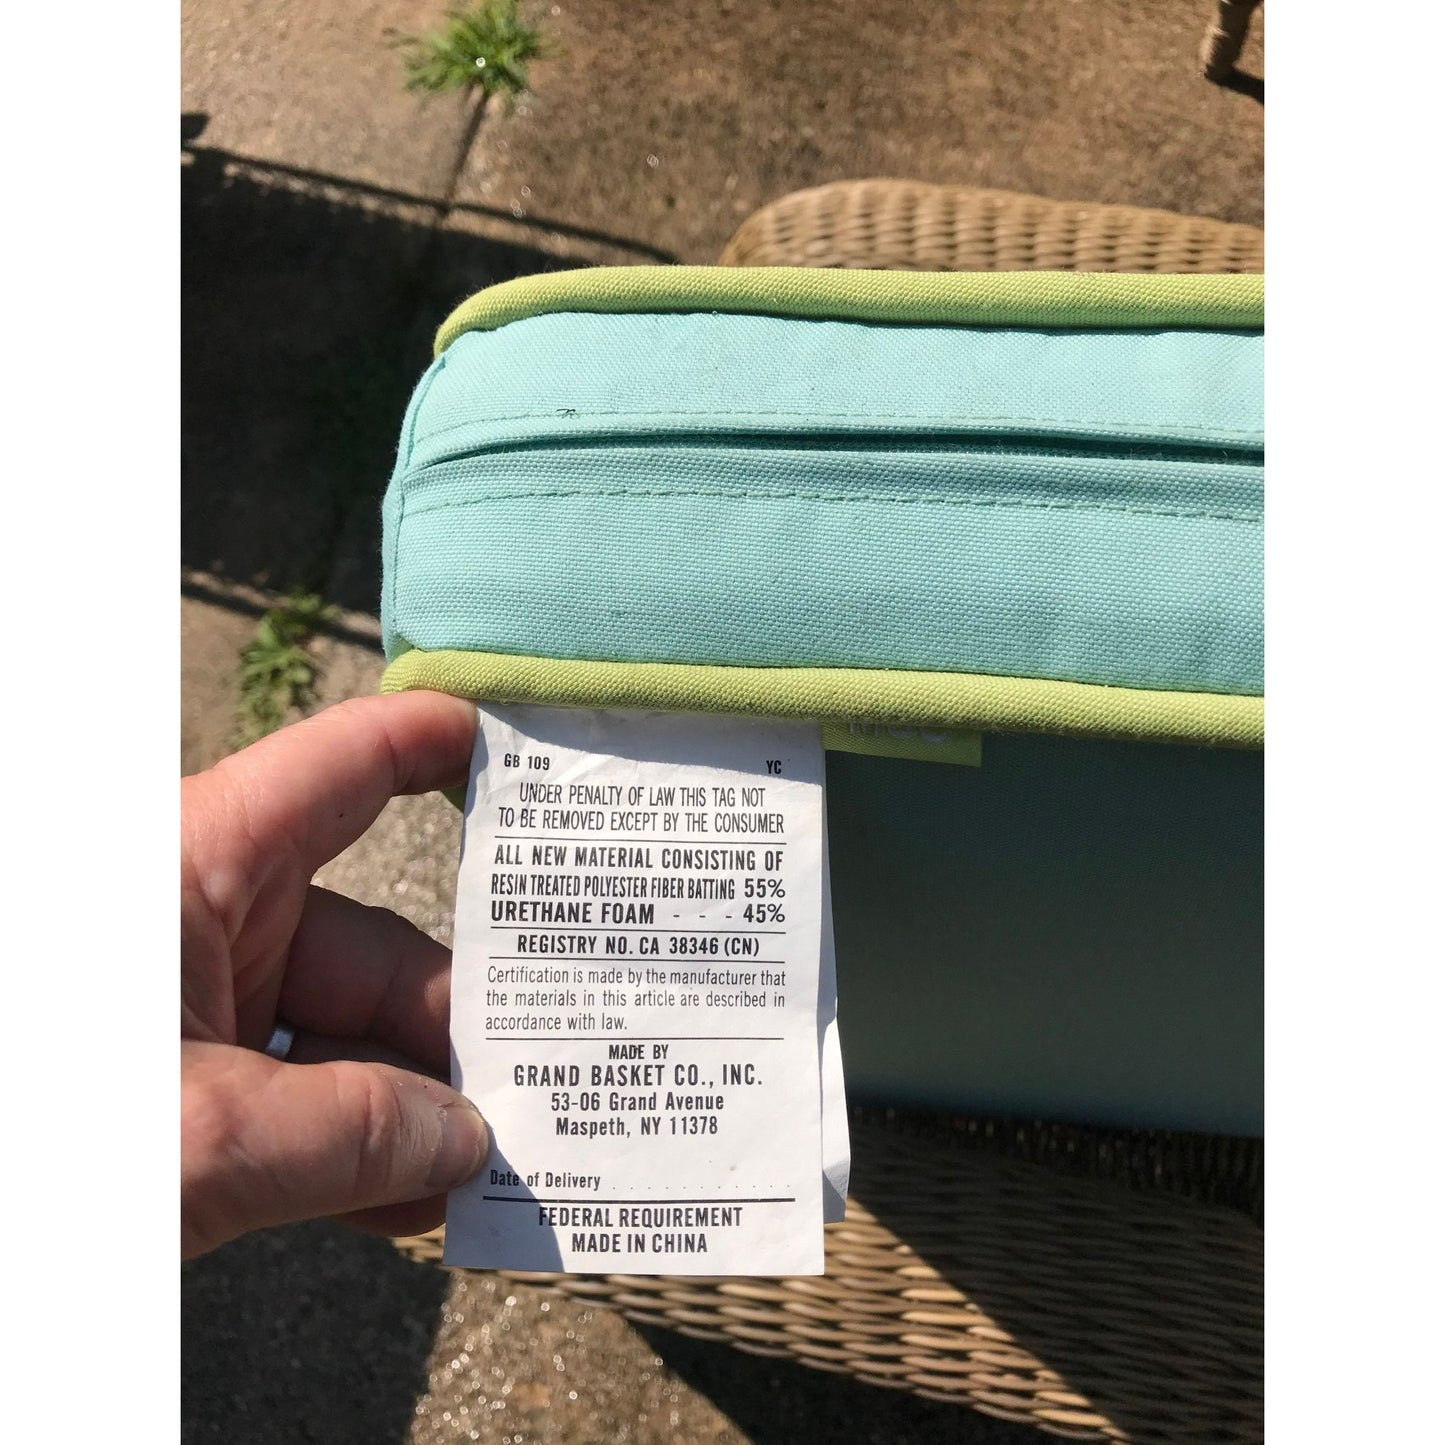 GB 109 YC
UNDER PENALTY OF LAW THIS TAG NOT
TO BE REMOVED EXCEPT BY THE CONSUMER
ALL NEW MATERIAL CONSISTING OF
RESIN TREATED POLYESTER FIBER BATTING 55%
URETHANE FOAM - - - 45%
REGISTRY NO. CA 38346 (CN)
Certification is made by the manufacturer that
the materials in this article are described in
accordance with law.
MADE BY
GRAND BASKET CO., INC.
53-06 Grand Avenue
Maspeth, NY 11378
Date of Delivery . . . . . . . . . . .
FEDERAL REQUIREMENT
MADE IN CHINA